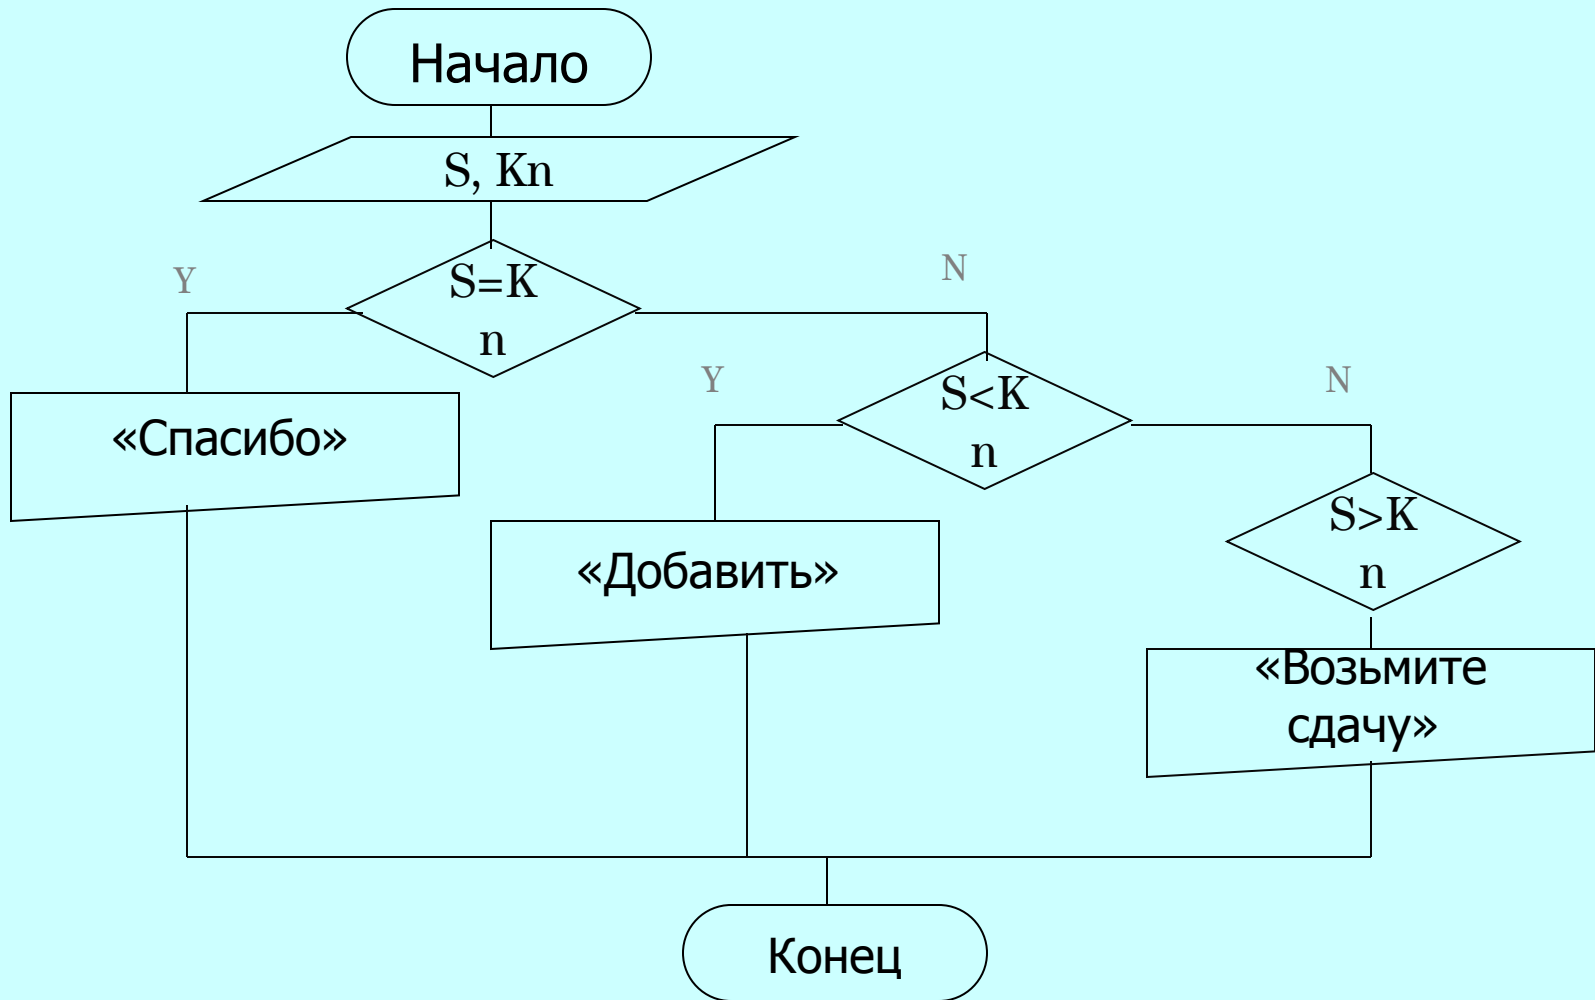 Начало
S, Kn
Y
S=K
n
N
«Спасибо»
Y
S<K
n
N
«Добавить»
S>K
n
«Возьмите
сдачу»
Конец